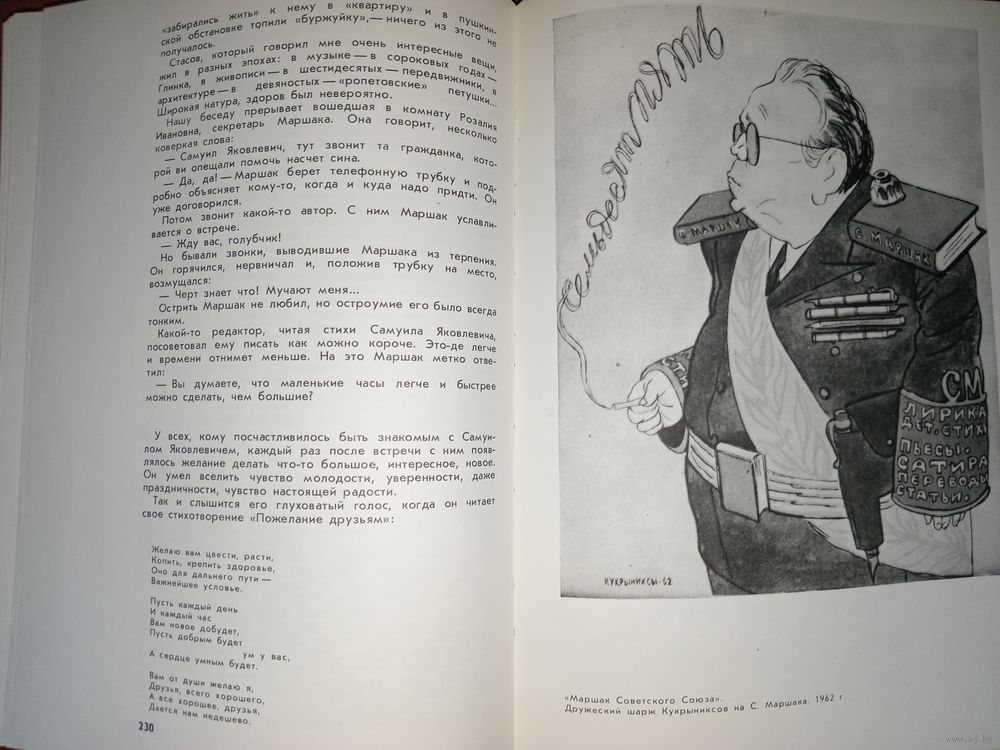 «забирались жить» к нему в «квартиру» и в пушкин-
ской обстановке топили «буржуйку»,— ничего из этого не
получалось.
Стасов, который говорил мне очень интересные вещи,
жил в разных эпохах: в музыке — в сороковых годах —
Глинка, в живописи — в шестидесятых — передвижники, в
архитектуре — в девяностых — «ропетовские» петушки...
Широкая натура, здоров был невероятно.
Нашу беседу прерывает вошедшая в комнату Розалия
Ивановна, секретарь Маршака. Она говорит, несколько
коверкая слова:
— Самуил Яковлевич, тут звонит та гражданка, кото-
рой ви опещали помочь насчет сина.
— Да, да! — Маршак берет телефонную трубку и под-
робно объясняет кому-то, когда и куда надо придти. Он
уже договорился.
Потом звонит какой-то автор. С ним Маршак уславли-
вается о встрече.
— Жду вас, голубчик!
Но бывали звонки, выводившие Маршака из терпения.
Он горячился, нервничал и, положив трубку на место,
возмущался:
— Черт знает что! Мучают меня...
Острить Маршак не любил, но остроумие его было всегда
тонким.
Какой-то редактор, читая стихи Самуила Яковлевича,
посоветовал ему писать как можно короче. Это-де легче
и времени отнимет меньше. На это Маршак метко отве-
тил:
— Вы думаете, что маленькие часы легче и быстрее
можно сделать, чем большие?
У всех, кому посчастливилось быть знакомым с Самуи-
лом Яковлевичем, каждый раз после встречи с ним появ-
лялось желание делать что-то большое, интересное, новое.
Он умел вселить чувство молодости, уверенности, даже
праздничности, чувство настоящей радости.
Так и слышится его глуховатый голос, когда он читает
свое стихотворение «Пожелание друзьям»:
Желаю вам цвести, расти,
Копить, крепить здоровье,
Оно для дальнего пути —
Важнейшее условье.
Пусть каждый день
И каждый час
Вам новое добудет,
Пусть добрым будет
ум у вас,
А сердце умным будет.
Вам от души желаю я,
Друзья, всего хорошего,
А все хорошее, друзья,
Дается нам недешево.
230
Семьдесят пять
С. МАРШАК
С. МАРШАК
СТИ
СМ
ЛИРИКА
ДЕТ. СТИХИ
ПЬЕСЫ.
САТИРА
ПЕРЕВОДЫ
СТАТЬИ.
КУКРЫНИКСЫ-62
«Маршак Советского Союза».
Дружеский шарж Кукрыниксов на С. Маршака. 1962 г.
www.ay.by